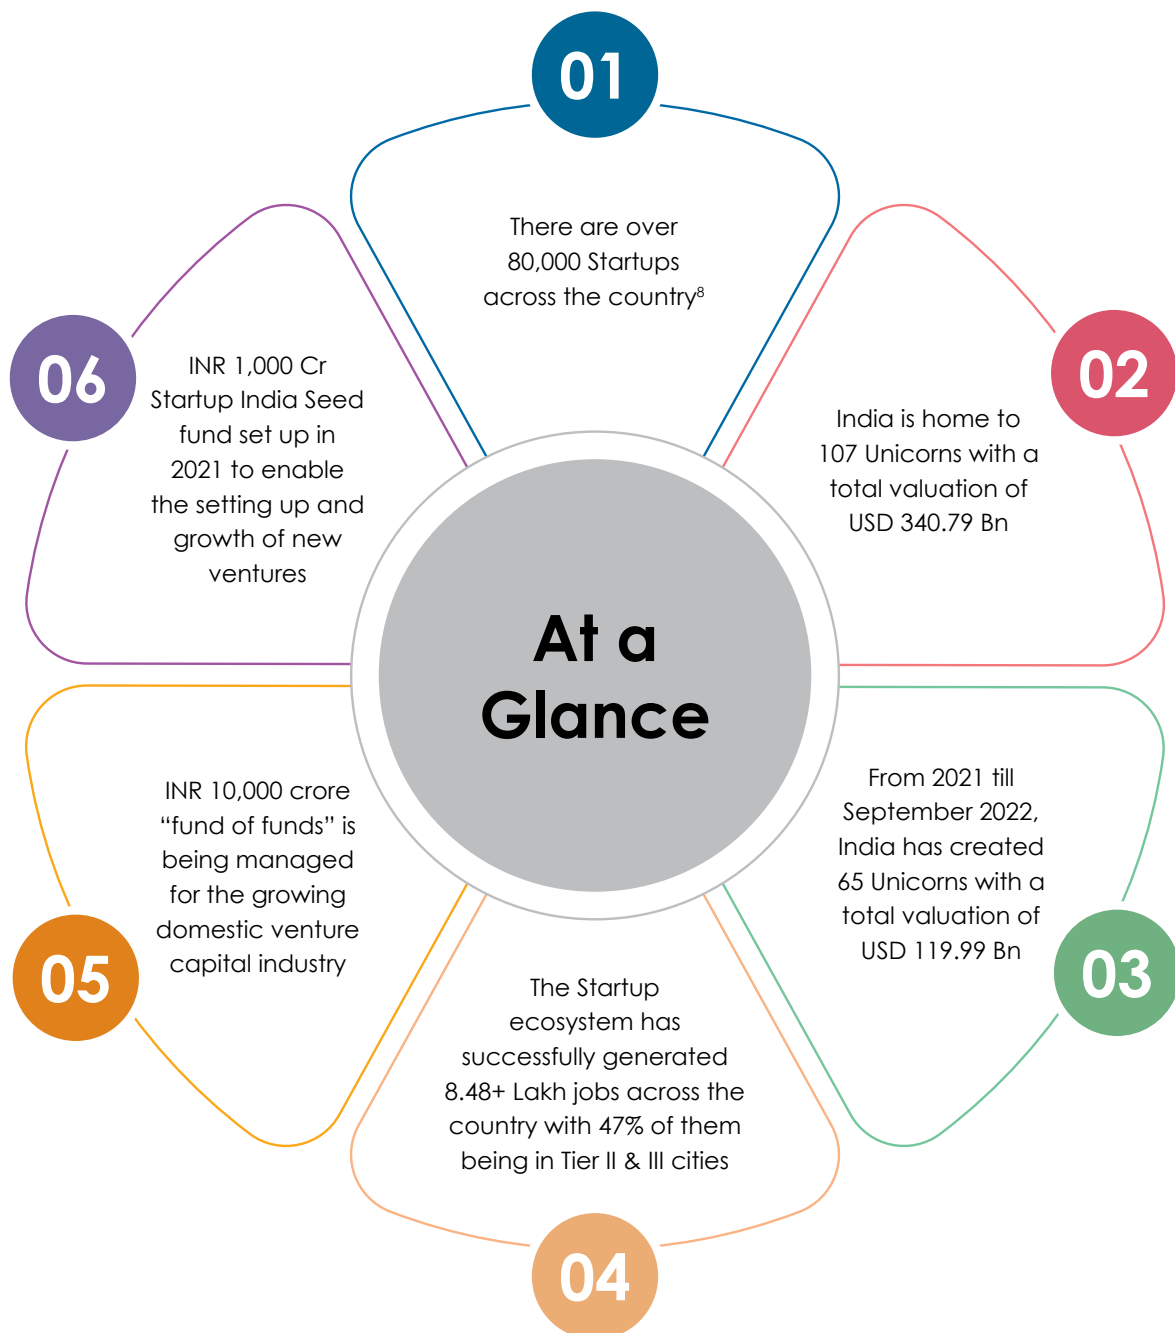 01
There are over
80,000 Startups
across the country⁸
02
India is home to
107 Unicorns with a
total valuation of
USD 340.79 Bn
03
From 2021 till
September 2022,
India has created
65 Unicorns with a
total valuation of
USD 119.99 Bn
04
The Startup
ecosystem has
successfully generated
8.48+ Lakh jobs across the
country with 47% of them
being in Tier II & III cities
05
INR 10,000 crore
“fund of funds” is
being managed
for the growing
domestic venture
capital industry
06
INR 1,000 Cr
Startup India Seed
fund set up in
2021 to enable
the setting up and
growth of new
ventures
At a
Glance